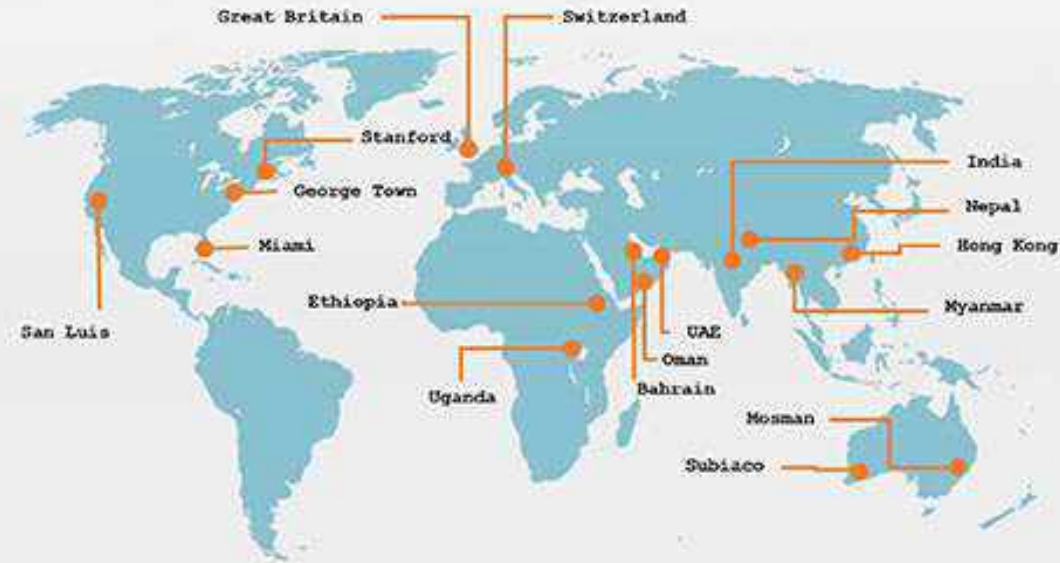 Great Britain
Switzerland
Stanford
India
George Town
Nepal
Miami
Hong Kong
Ethiopia
Myanmar
San Luis
UAE
Oman
Uganda
Bahrain
Mosman
Subiaco